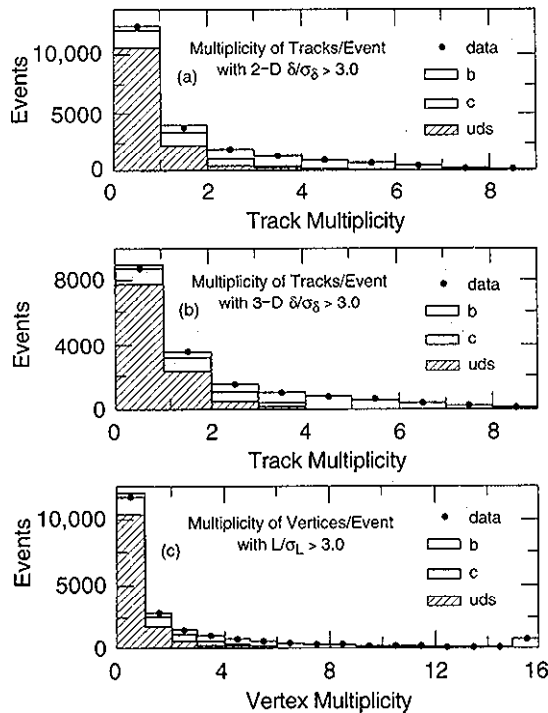 Multiplicity of Tracks/Event
with 2-D δ/σδ > 3.0
(a)
data
b
c
uds
Events
10,000
5000
0
0 2 4 6 8
Track Multiplicity
Multiplicity of Tracks/Event
with 3-D δ/σδ > 3.0
(b)
data
b
c
uds
Events
8000
4000
0
0 2 4 6 8
Track Multiplicity
Multiplicity of Vertices/Event
with L/σL > 3.0
(c)
data
b
c
uds
Events
10,000
5000
0
0 4 8 12 16
Vertex Multiplicity